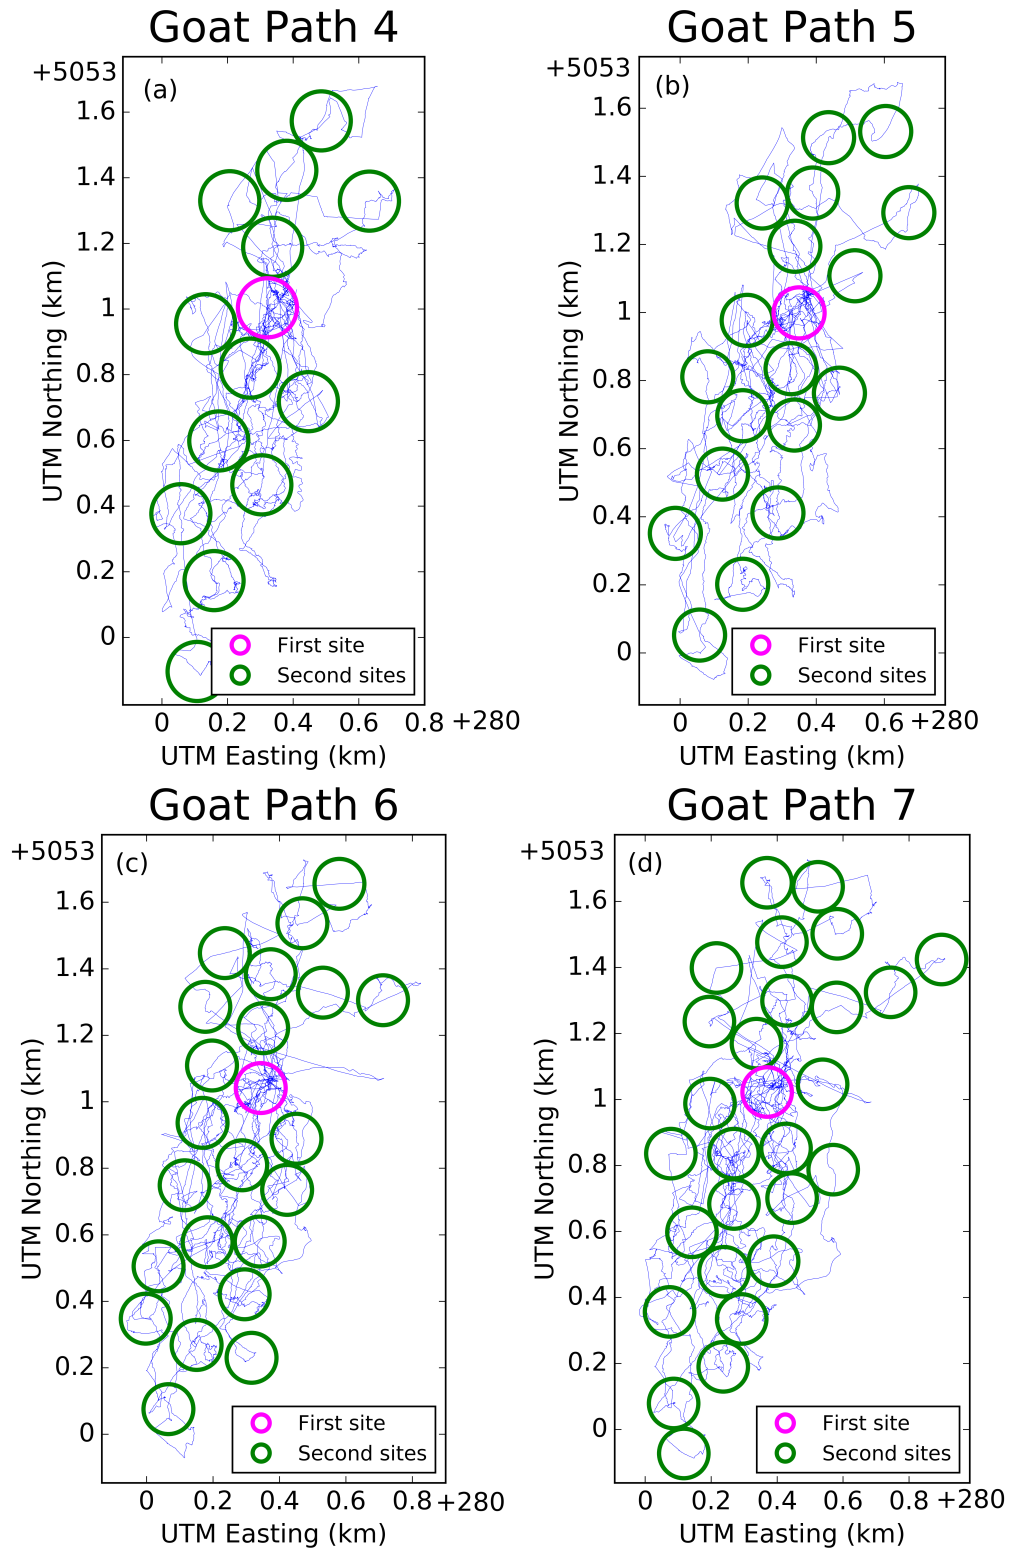 Goat Path 4
+5053
(a)
1.6
1.4
1.2
1
0.8
0.6
0.4
0.2
0
UTM Northing (km)
First site
Second sites
0 0.2 0.4 0.6 0.8 +280
UTM Easting (km)
Goat Path 5
+5053
(b)
1.6
1.4
1.2
1
0.8
0.6
0.4
0.2
0
UTM Northing (km)
First site
Second sites
0 0.2 0.4 0.6 +280
UTM Easting (km)
Goat Path 6
+5053
(c)
1.6
1.4
1.2
1
0.8
0.6
0.4
0.2
0
UTM Northing (km)
First site
Second sites
0 0.2 0.4 0.6 0.8 +280
UTM Easting (km)
Goat Path 7
+5053
(d)
1.6
1.4
1.2
1
0.8
0.6
0.4
0.2
0
UTM Northing (km)
First site
Second sites
0 0.2 0.4 0.6 0.8 +280
UTM Easting (km)